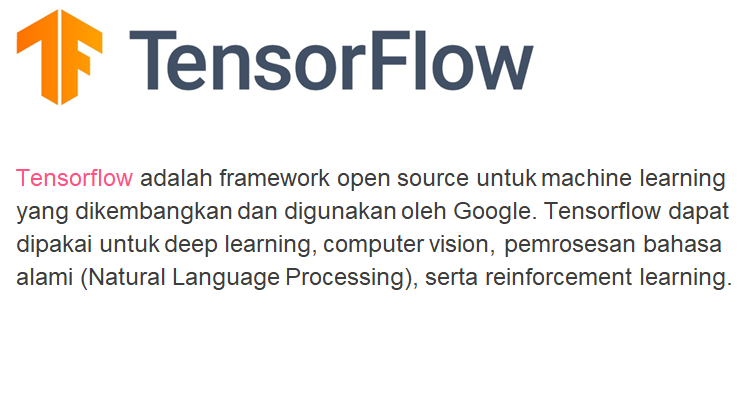 TensorFlow
Tensorflow adalah framework open source untuk machine learning
yang dikembangkan dan digunakan oleh Google. Tensorflow dapat
dipakai untuk deep learning, computer vision, pemrosesan bahasa
alami (Natural Language Processing), serta reinforcement learning.